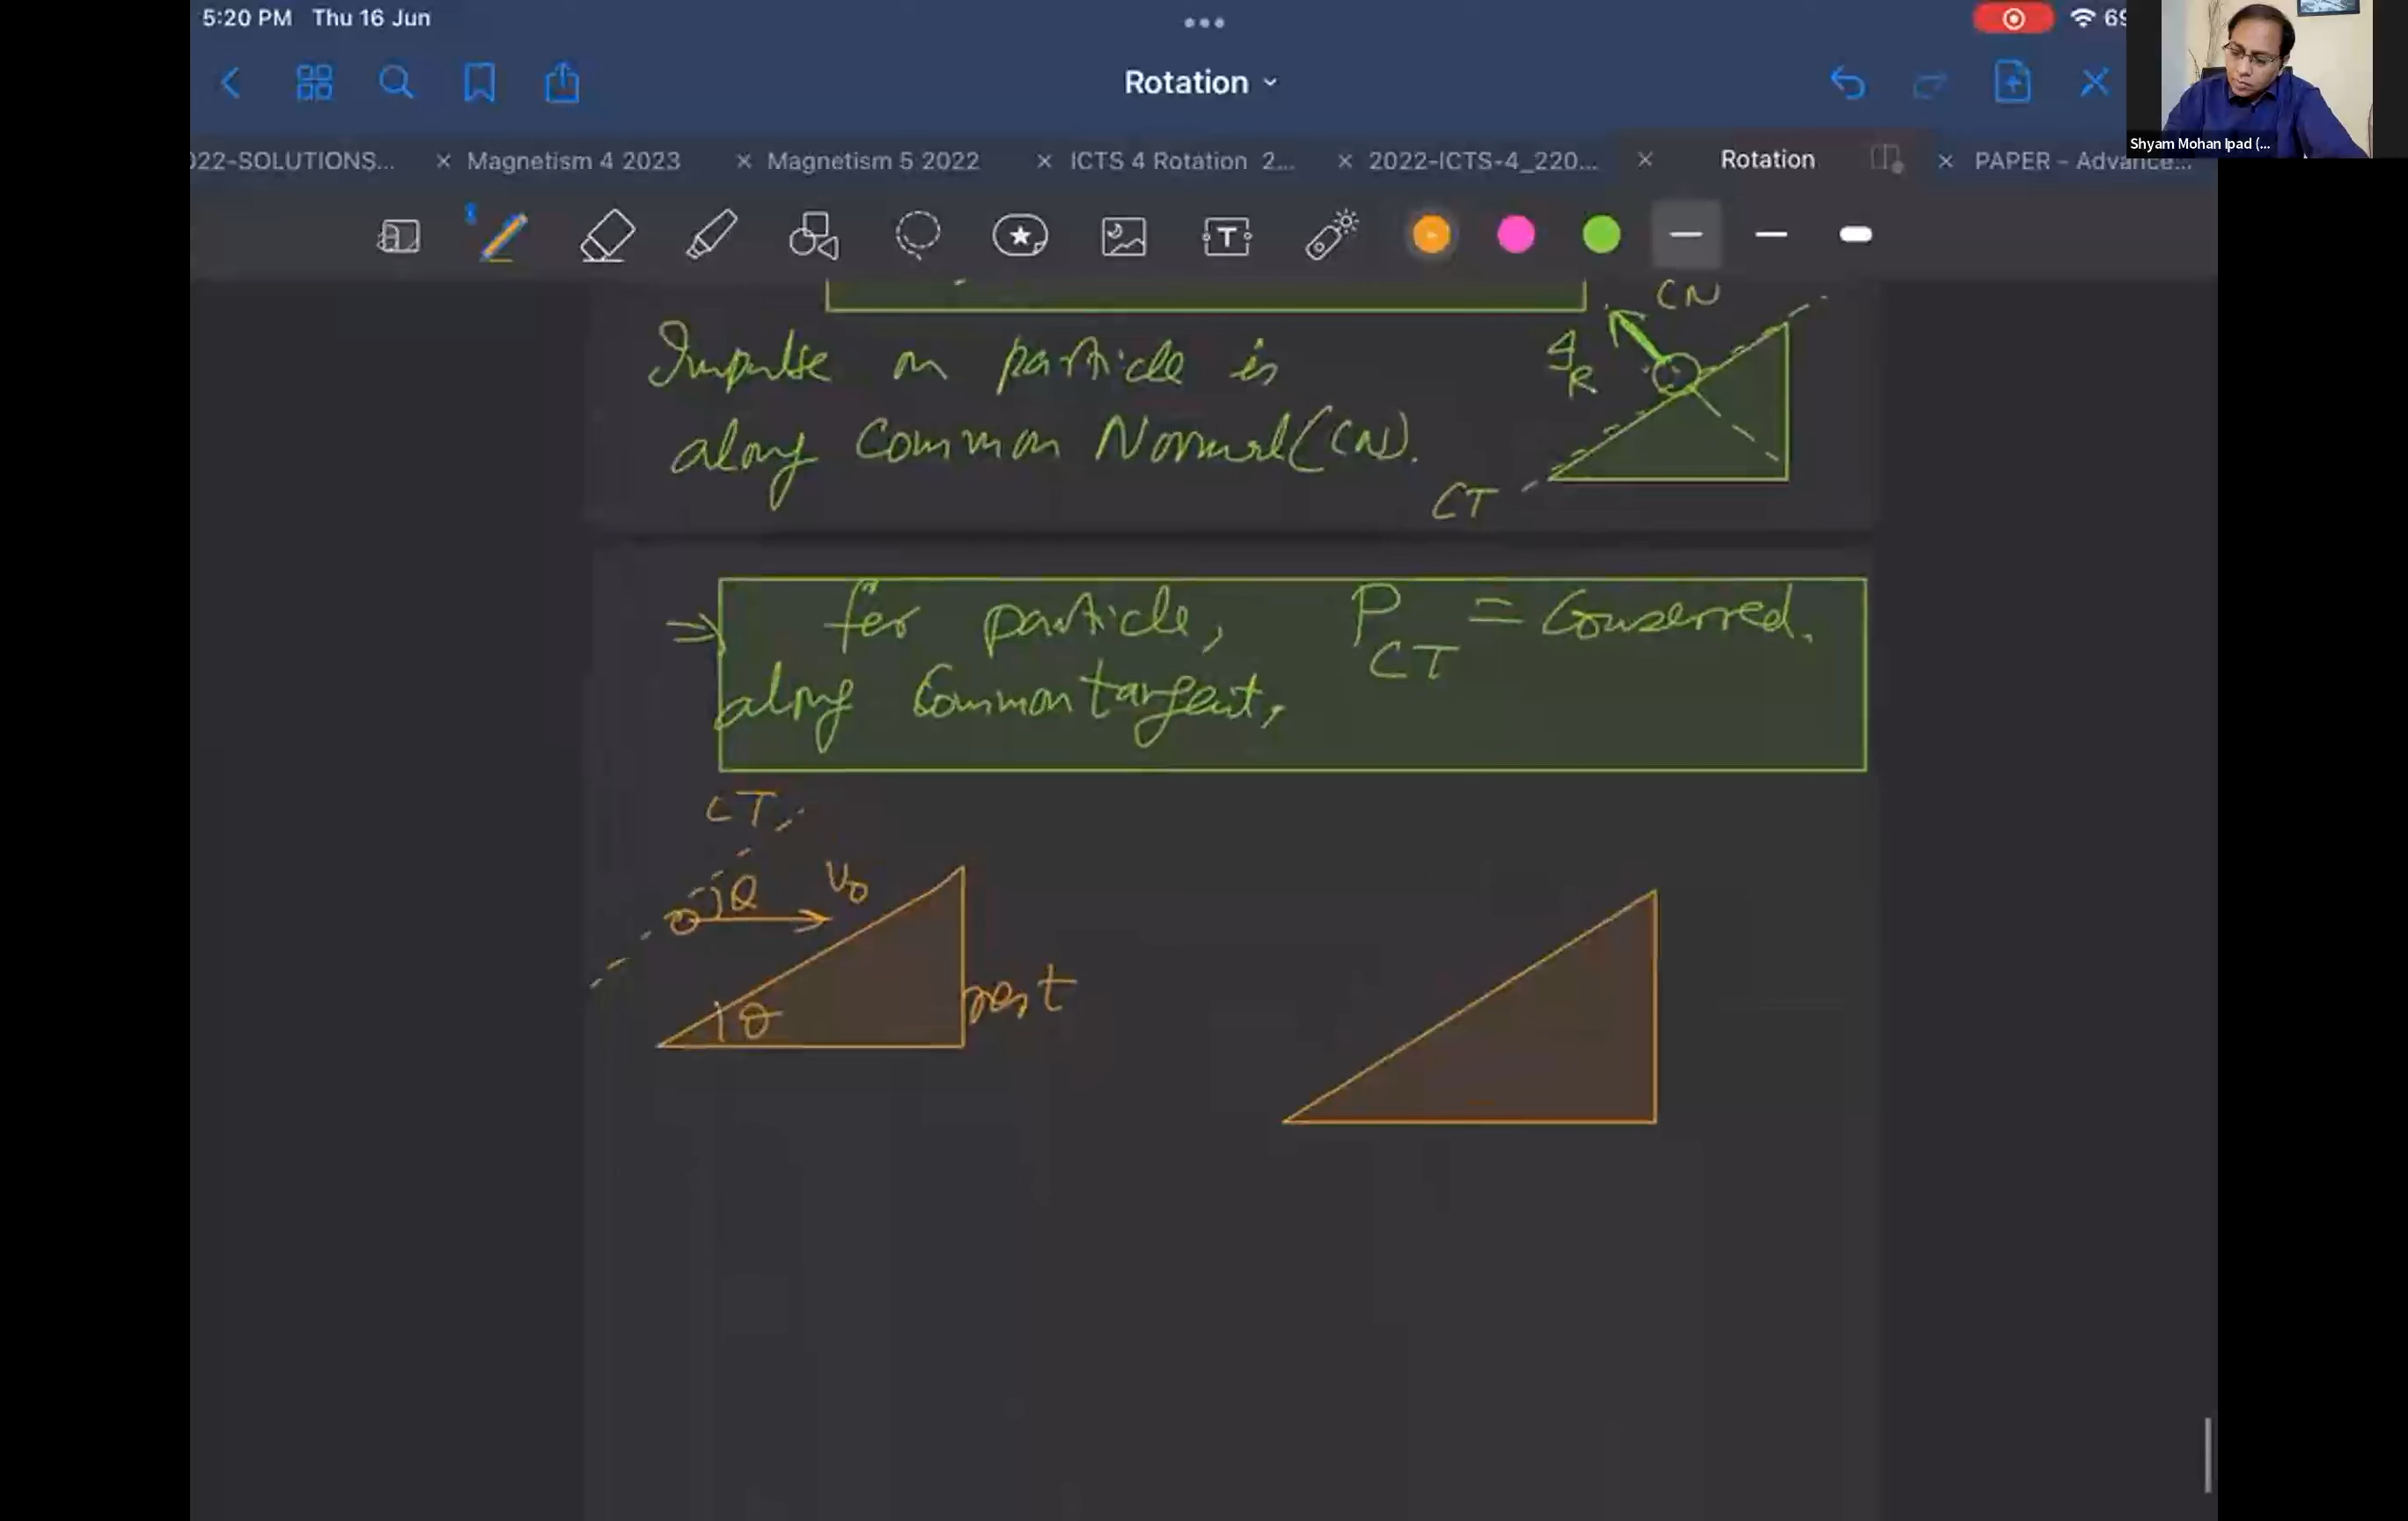 5:20 PM Thu 16 Jun
Rotation
022-SOLUTIONS... × Magnetism 4 2023 × Magnetism 5 2022 × ICTS 4 Rotation 2... × 2022-ICTS-4_220... × Rotation × PAPER - Advance...
Shyam Mohan Ipad (...
CN
Impulse on particle is
along Common Normal (CN).
CT
⇒ for particle, P_CT = Conserved.
along Common tangent,
CT
θ v₀
rest
θ